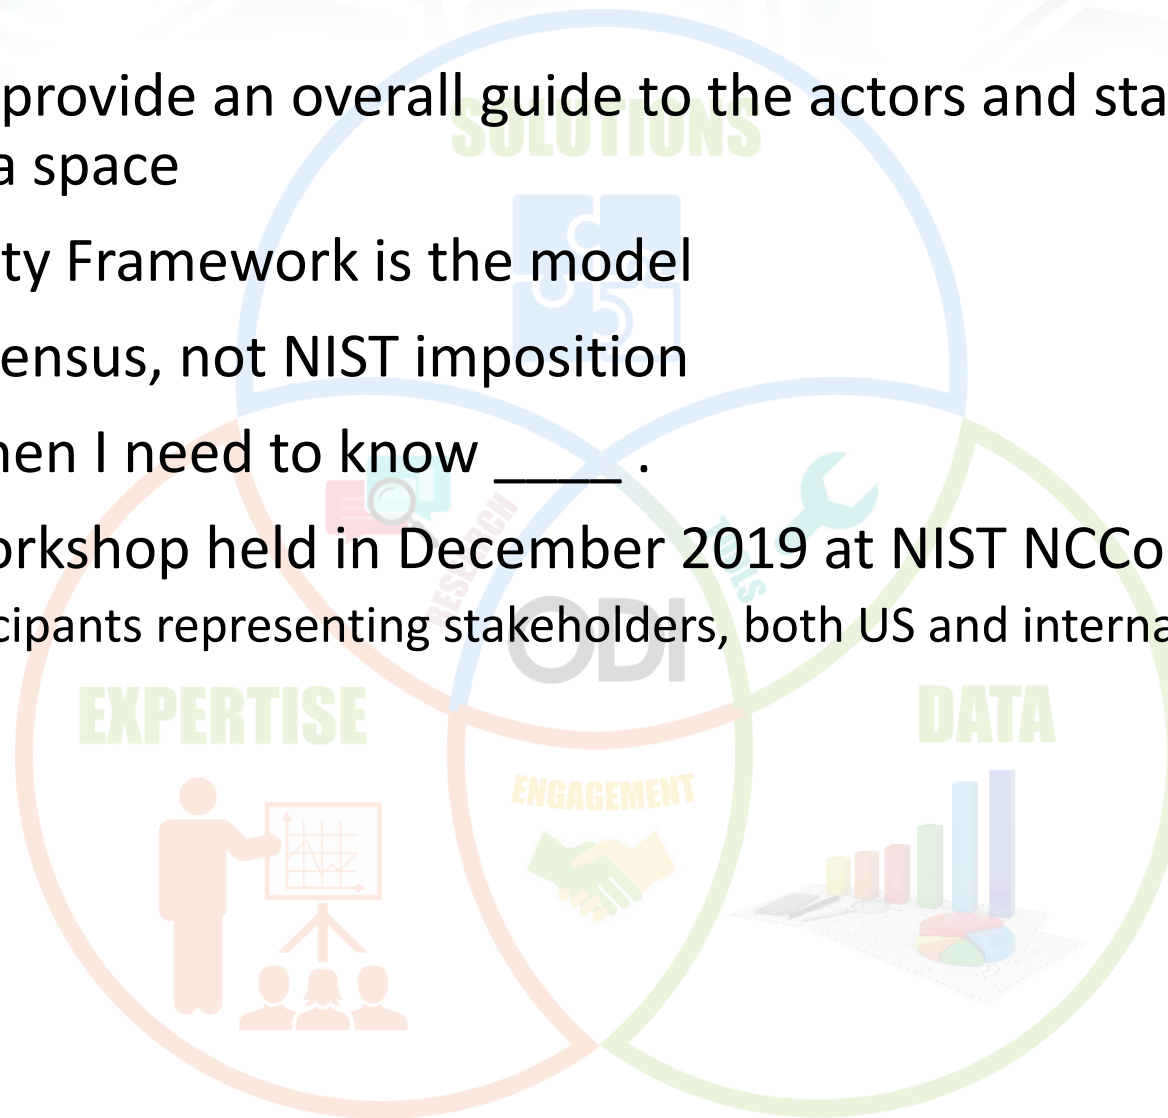 provide an overall guide to the actors and sta
a space
SOLUTIONS
ty Framework is the model
ensus, not NIST imposition
hen I need to know ____ .
RESEARCH
TOOLS
orkshop held in December 2019 at NIST NCCo
cipants representing stakeholders, both US and interna
ODI
EXPERTISE
DATA
ENGAGEMENT